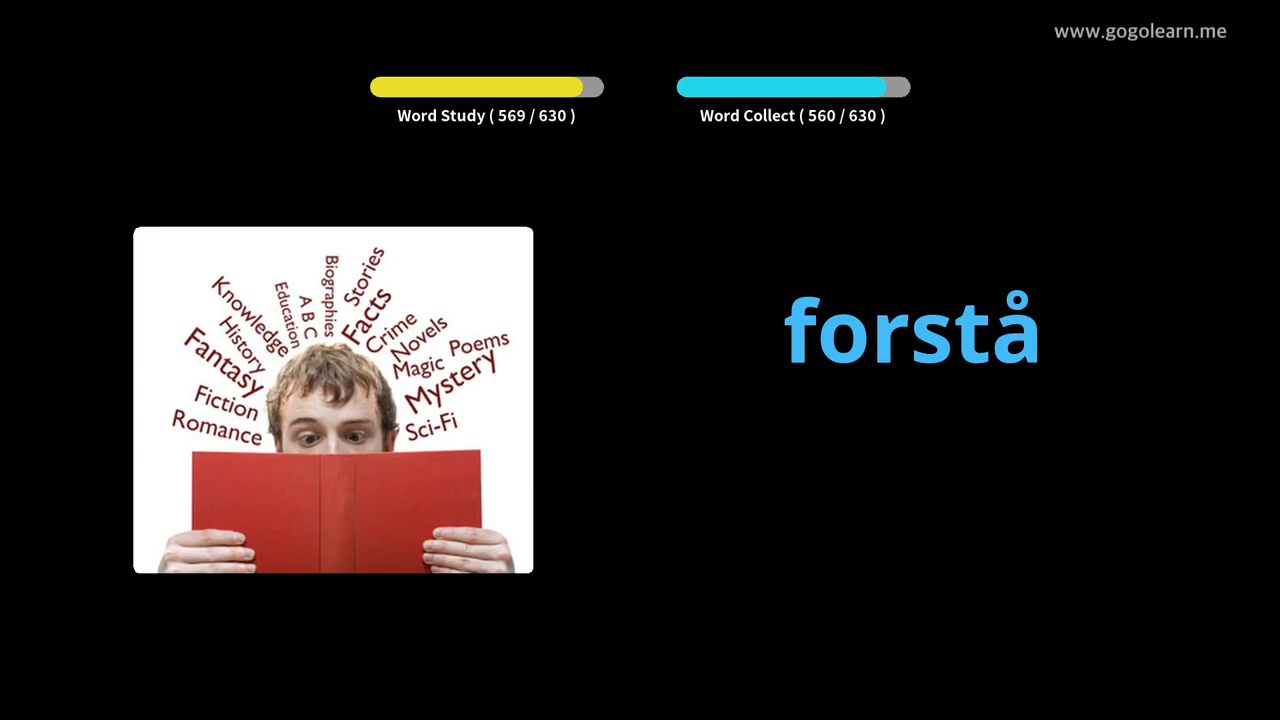 www.gogolearn.me
Word Study ( 569 / 630 )
Word Collect ( 560 / 630 )
forstå
Romance
Fiction
Fantasy
History
Knowledge
Education
A B C
Biographies
Stories
Facts
Crime
Novels
Magic
Poems
Mystery
Sci-Fi